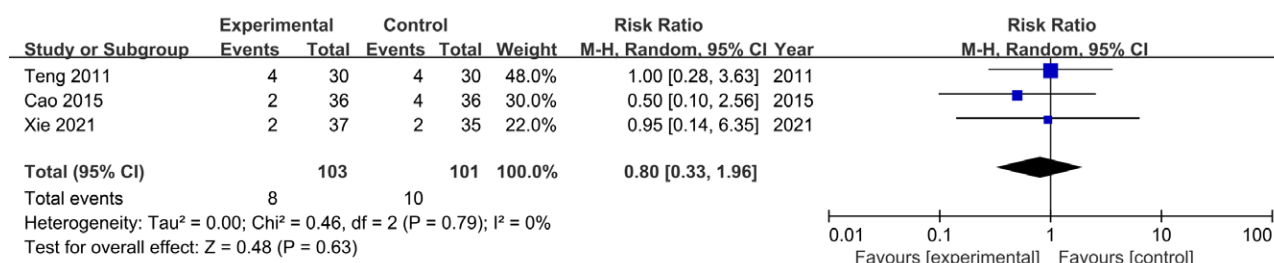 Experimental Control Risk Ratio Risk Ratio
Study or Subgroup Events Total Events Total Weight M-H, Random, 95% CI Year M-H, Random, 95% CI
Teng 2011 4 30 4 30 48.0% 1.00 [0.28, 3.63] 2011
Cao 2015 2 36 4 36 30.0% 0.50 [0.10, 2.56] 2015
Xie 2021 2 37 2 35 22.0% 0.95 [0.14, 6.35] 2021
Total (95% CI) 103 101 100.0% 0.80 [0.33, 1.96]
Total events 8 10
Heterogeneity: Tau² = 0.00; Chi² = 0.46, df = 2 (P = 0.79); I² = 0%
Test for overall effect: Z = 0.48 (P = 0.63)
0.01 0.1 1 10 100
Favours [experimental] Favours [control]